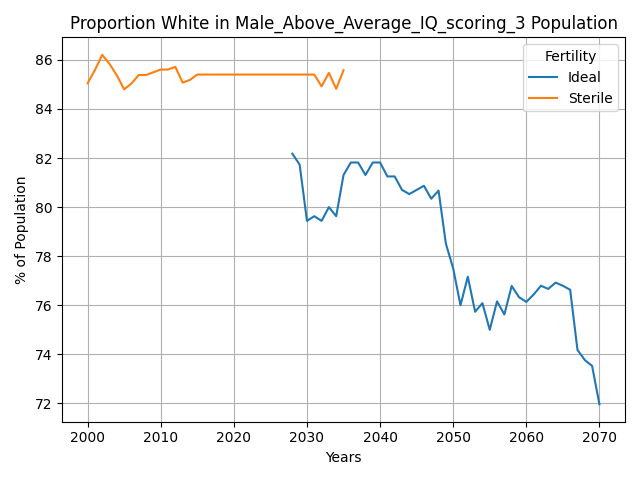 Proportion White in Male_Above_Average_IQ_scoring_3 Population
Fertility
Ideal
Sterile
% of Population
86
84
82
80
78
76
74
72
2000
2010
2020
2030
2040
2050
2060
2070
Years